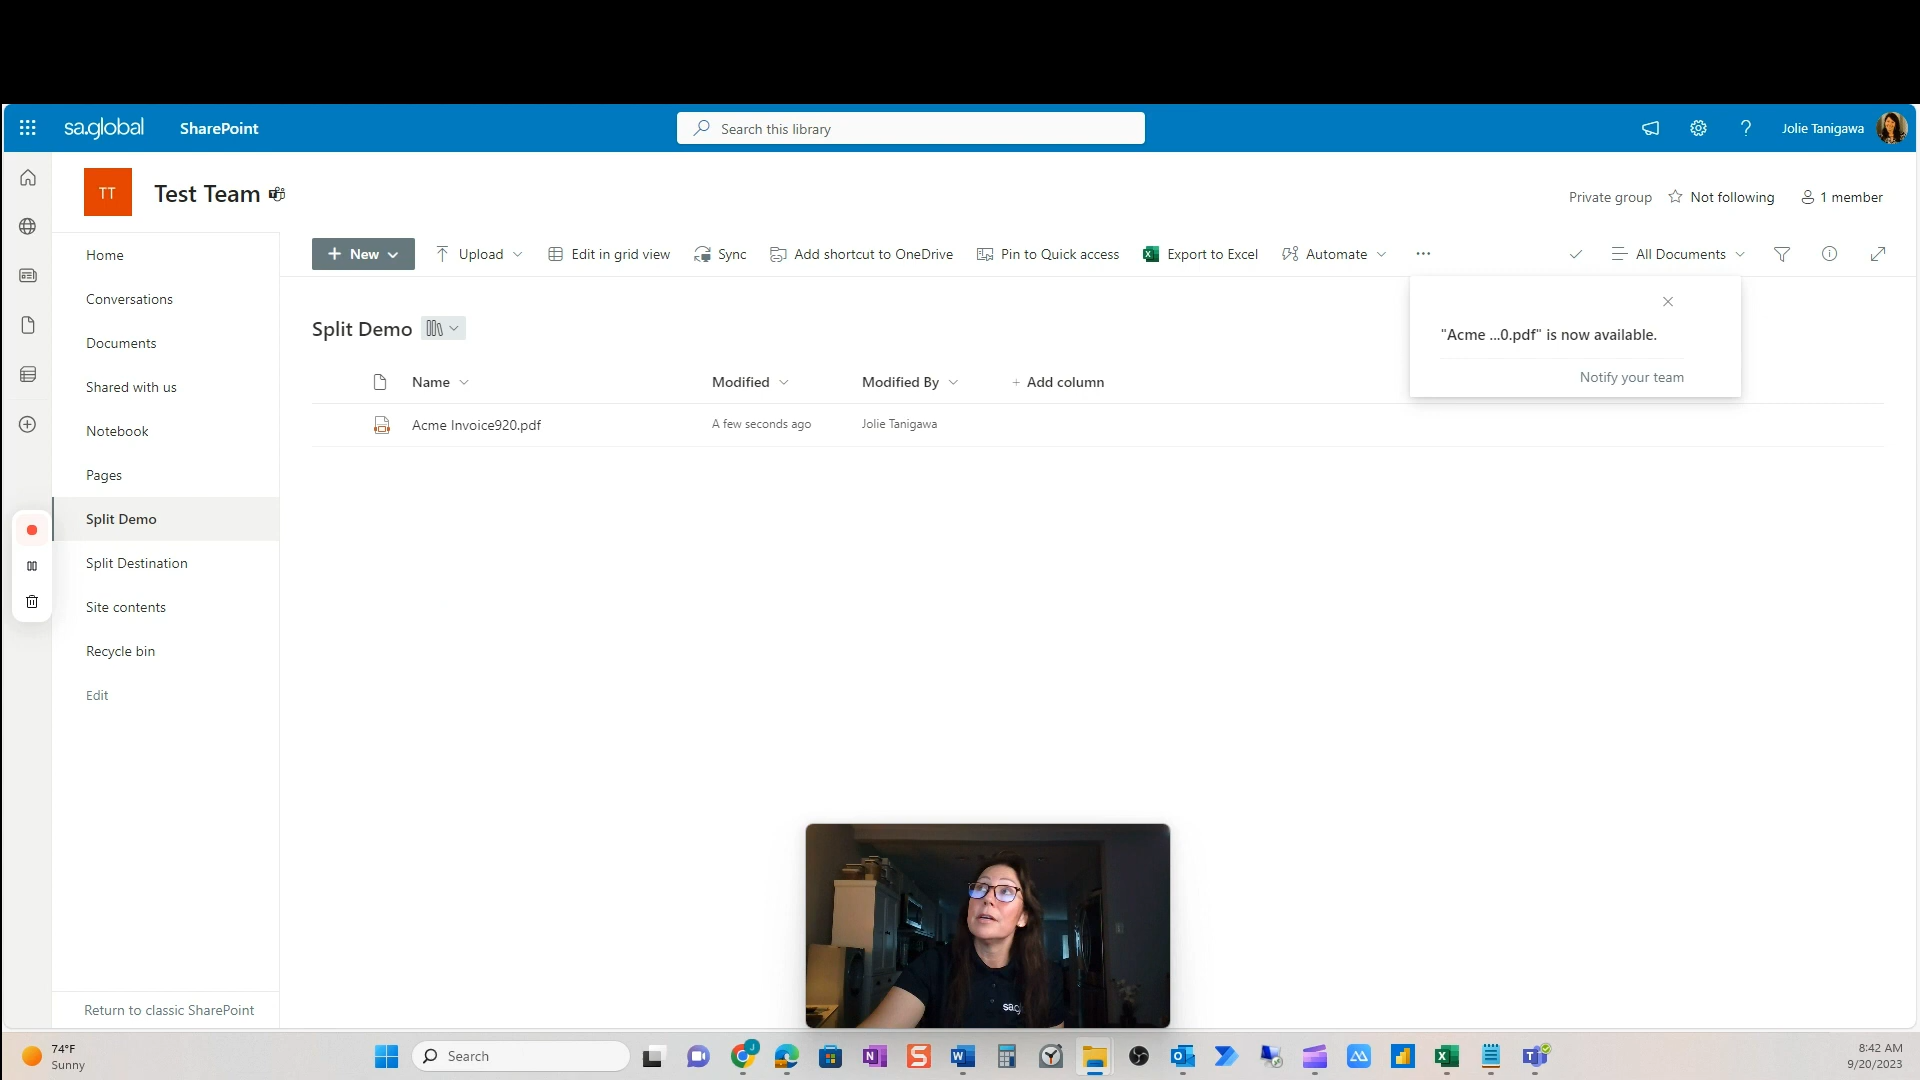 sa.global
SharePoint
Search this library
Jolie Tanigawa
TT
Test Team
Private group
Not following
1 member
Home
Conversations
Documents
Shared with us
Notebook
Pages
Split Demo
Split Destination
Site contents
Recycle bin
Edit
Return to classic SharePoint
New
Upload
Edit in grid view
Sync
Add shortcut to OneDrive
Pin to Quick access
Export to Excel
Automate
All Documents
"Acme ...0.pdf" is now available.
Notify your team
Split Demo
Name
Modified
Modified By
Add column
Acme Invoice920.pdf
A few seconds ago
Jolie Tanigawa
74°F
Sunny
Search
8:42 AM
9/20/2023